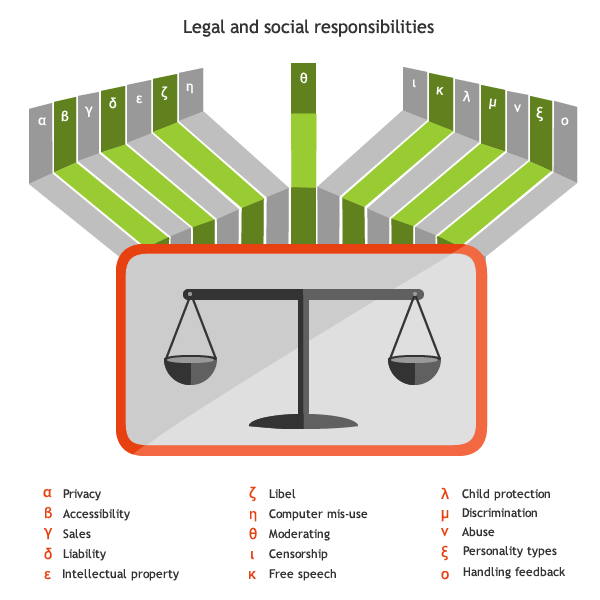 Legal and social responsibilities
α β γ δ ε ζ η θ ι κ λ μ ν ξ ο
α Privacy
β Accessibility
γ Sales
δ Liability
ε Intellectual property
ζ Libel
η Computer mis-use
θ Moderating
ι Censorship
κ Free speech
λ Child protection
μ Discrimination
ν Abuse
ξ Personality types
ο Handling feedback